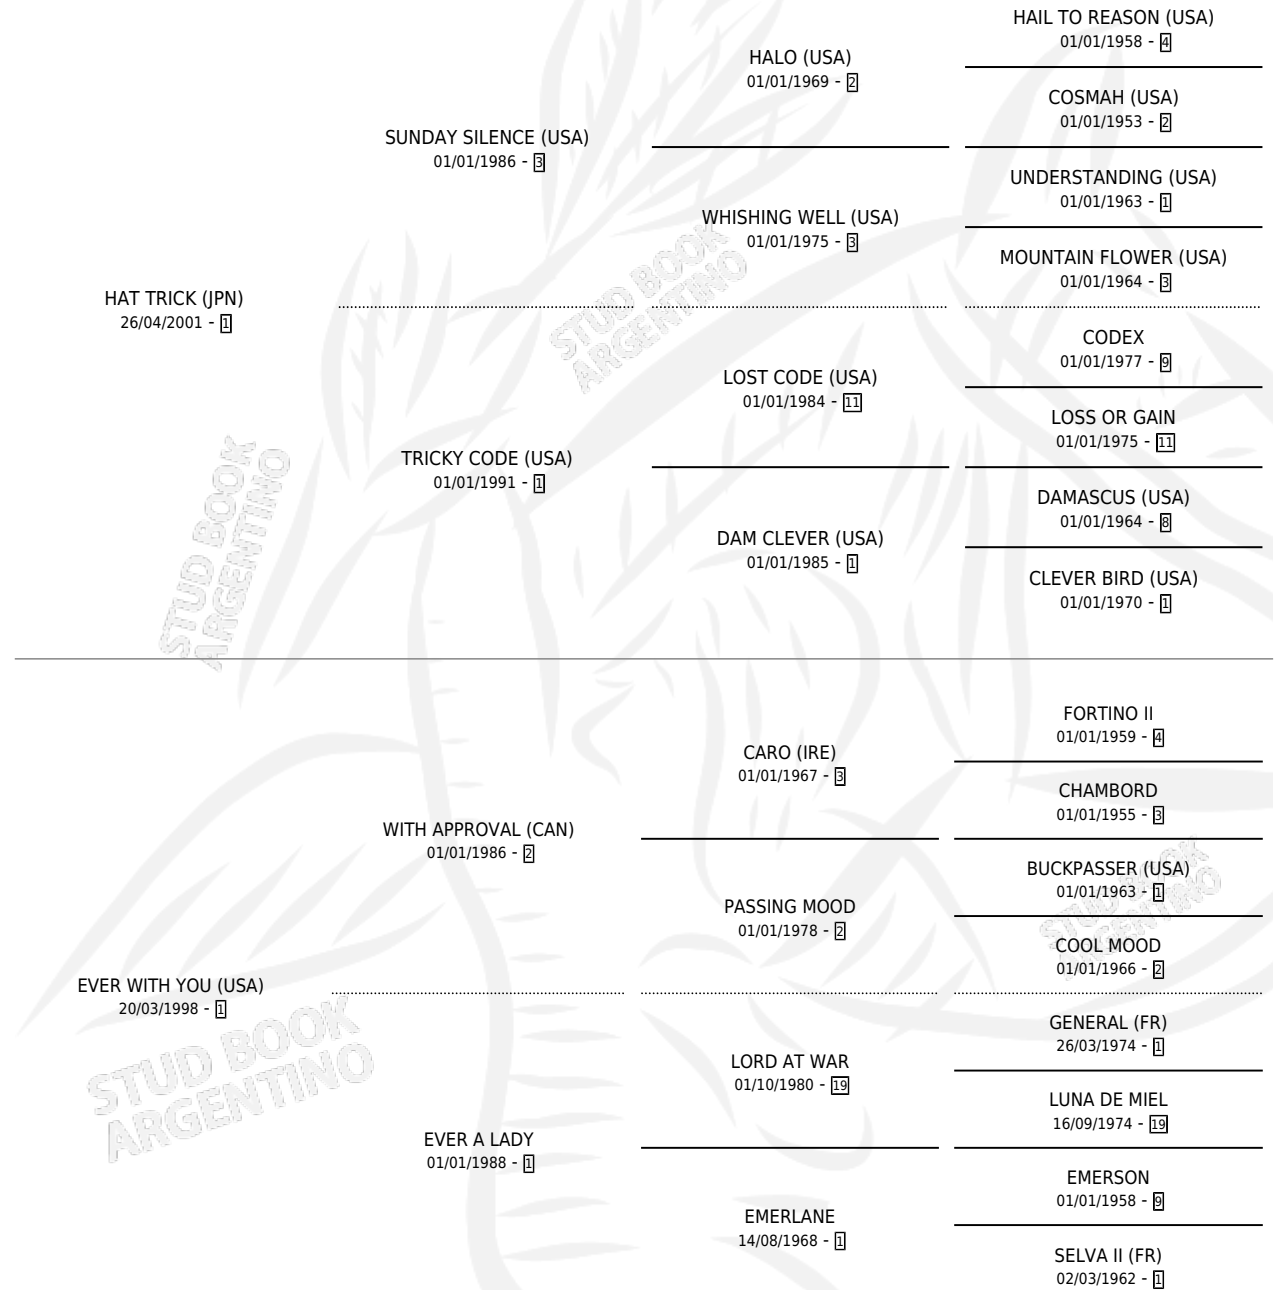 HAIL TO REASON (USA)
01/01/1958 - 4
HALO (USA)
01/01/1969 - 2
COSMAH (USA)
01/01/1953 - 2
SUNDAY SILENCE (USA)
01/01/1986 - 3
UNDERSTANDING (USA)
01/01/1963 - 1
WHISHING WELL (USA)
01/01/1975 - 3
MOUNTAIN FLOWER (USA)
01/01/1964 - 3
HAT TRICK (JPN)
26/04/2001 - 1
CODEX
01/01/1977 - 9
LOST CODE (USA)
01/01/1984 - 11
LOSS OR GAIN
01/01/1975 - 11
TRICKY CODE (USA)
01/01/1991 - 1
DAMASCUS (USA)
01/01/1964 - 8
DAM CLEVER (USA)
01/01/1985 - 1
CLEVER BIRD (USA)
01/01/1970 - 1
STUD BOOK
ARGENTINO
STUD BOOK
ARGENTINO
FORTINO II
01/01/1959 - 4
CARO (IRE)
01/01/1967 - 3
CHAMBORD
01/01/1955 - 3
WITH APPROVAL (CAN)
01/01/1986 - 2
BUCKPASSER (USA)
01/01/1963 - 1
PASSING MOOD
01/01/1978 - 2
COOL MOOD
01/01/1966 - 2
EVER WITH YOU (USA)
20/03/1998 - 1
GENERAL (FR)
26/03/1974 - 1
LORD AT WAR
01/10/1980 - 19
LUNA DE MIEL
16/09/1974 - 19
EVER A LADY
01/01/1988 - 1
EMERSON
01/01/1958 - 9
EMERLANE
14/08/1968 - 1
SELVA II (FR)
02/03/1962 - 1
STUD BOOK
ARGENTINO
STUD BOOK
ARGENTINO